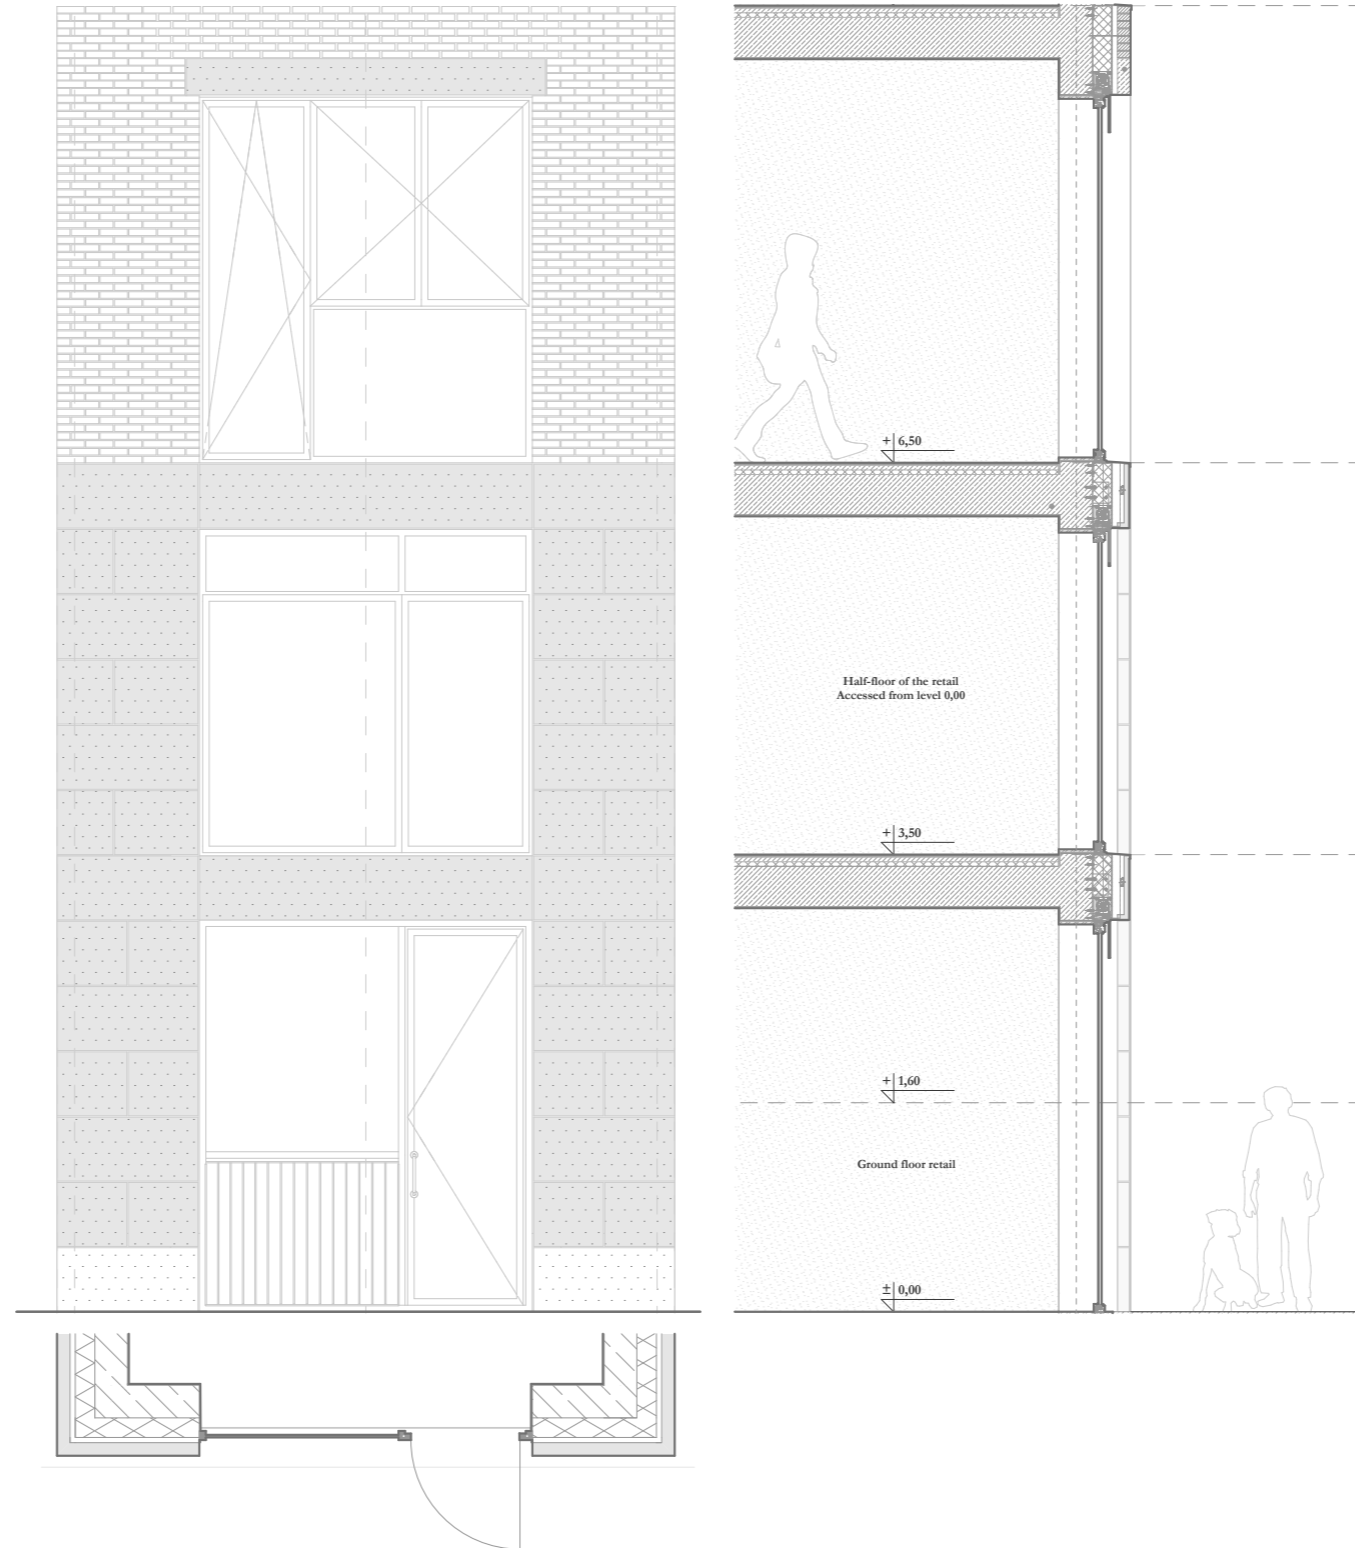 + 6,50
Half-floor of the retail
Accessed from level 0,00
+ 3,50
+ 1,60
Ground floor retail
± 0,00